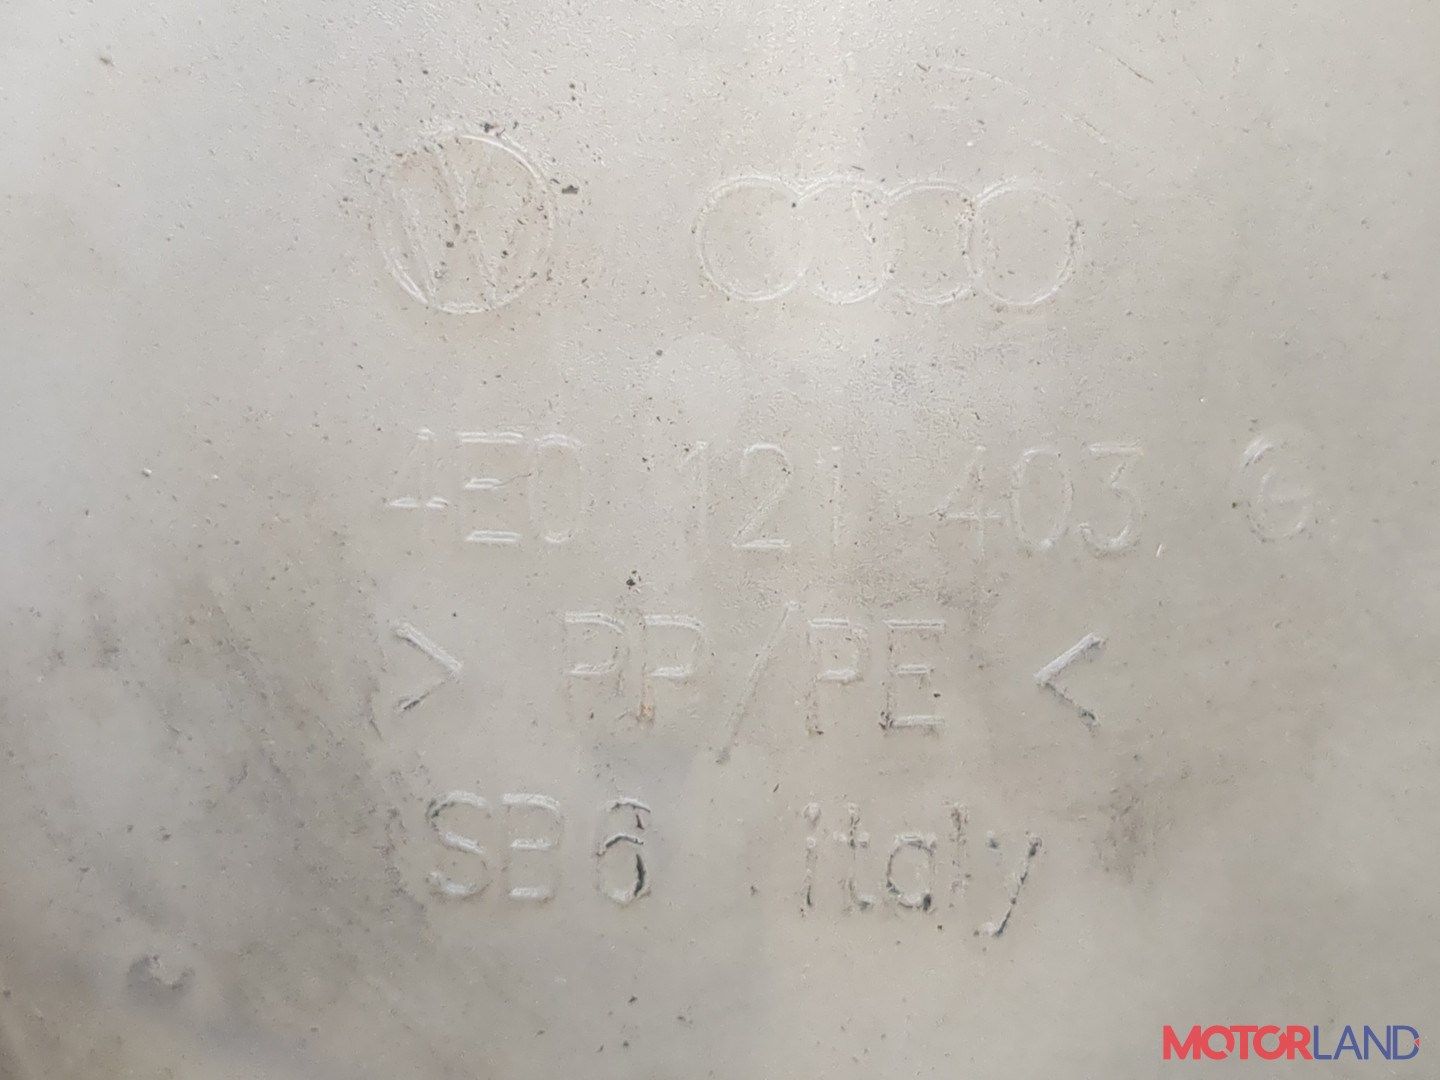 4E0 121 403 G
> PP/PE <
SB6 italy
MOTORLAND